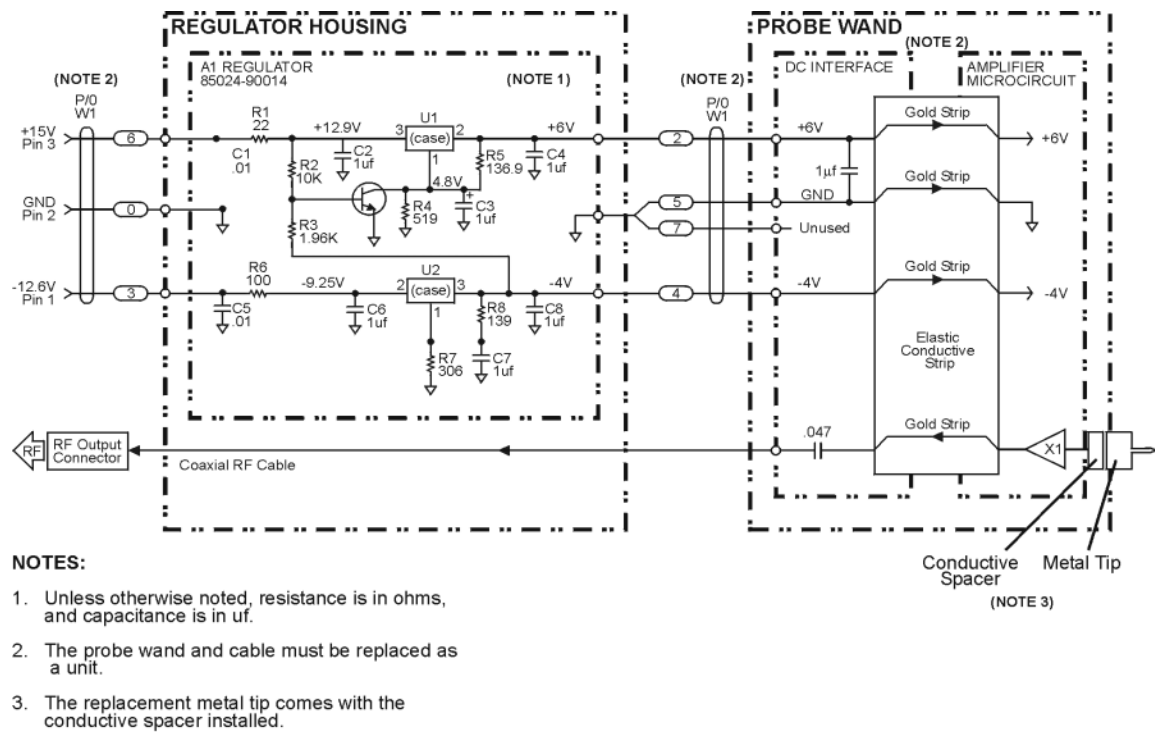 REGULATOR HOUSING
PROBE WAND
(NOTE 2)
A1 REGULATOR
85024-90014
(NOTE 1)
(NOTE 2)
(NOTE 2)
DC INTERFACE
AMPLIFIER
MICROCIRCUIT
P/0
W1
P/0
W1
+15V
Pin 3
6
R1
22
+12.9V
3
U1
(case)
2
1
+6V
2
+6V
Gold Strip
+6V
C1
.01
R2
10K
C2
1uf
R5
136.9
C4
1uf
1µf
4.8V
+
Gold Strip
GND
Pin 2
0
R3
1.96K
R4
519
C3
1uf
5
GND
7
Unused
-12.6V
Pin 1
3
R6
100
-9.25V
2
U2
(case)
3
1
-4V
4
-4V
Gold Strip
-4V
C5
.01
C6
1uf
R8
139
C8
1uf
R7
306
C7
1uf
Elastic
Conductive
Strip
RF
RF Output
Connector
Coaxial RF Cable
.047
Gold Strip
X1
Conductive
Spacer
Metal Tip
(NOTE 3)
NOTES:
1. Unless otherwise noted, resistance is in ohms,
and capacitance is in uf.
2. The probe wand and cable must be replaced as
a unit.
3. The replacement metal tip comes with the
conductive spacer installed.